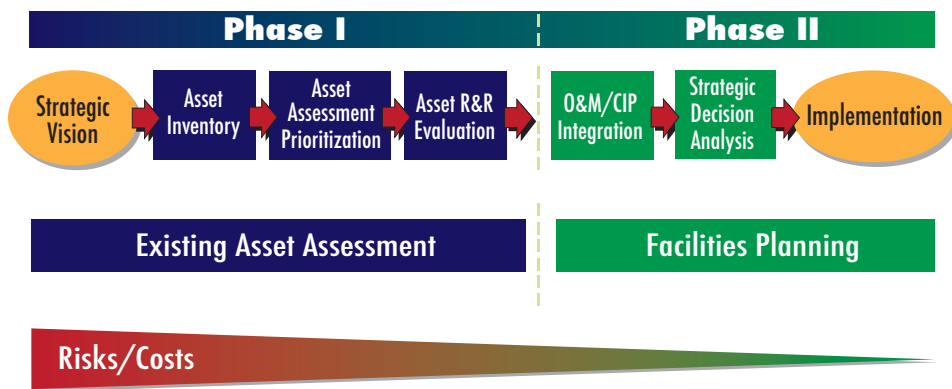 Phase I
Phase II
Strategic
Vision
Asset
Inventory
Asset
Assessment
Prioritization
Asset R&R
Evaluation
O&M/CIP
Integration
Strategic
Decision
Analysis
Implementation
Existing Asset Assessment
Facilities Planning
Risks/Costs